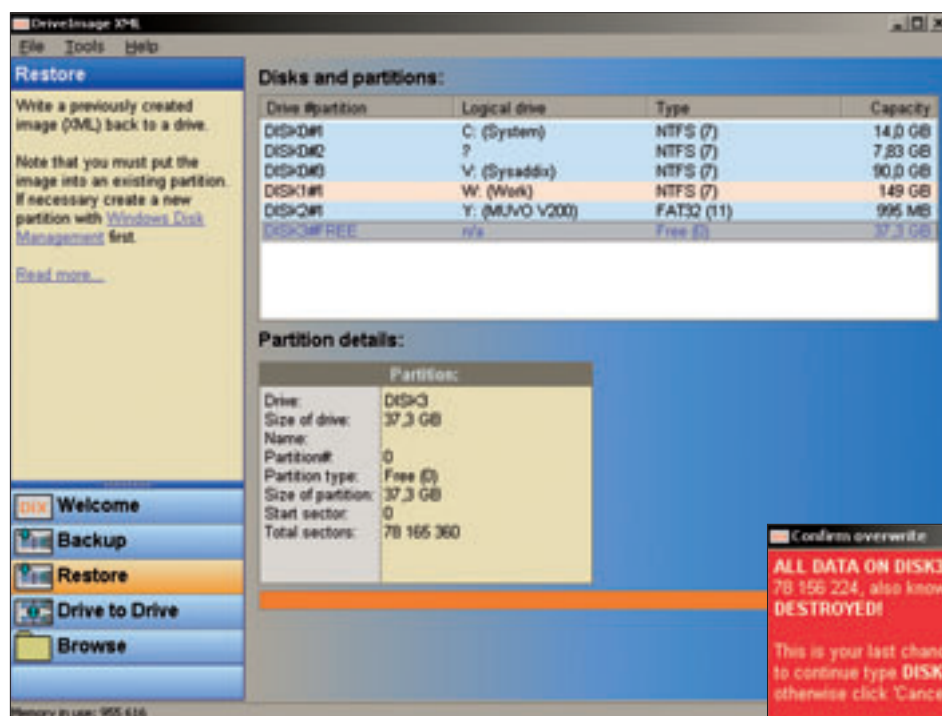 DriveImage XML
File Tools Help
Restore
Write a previously created
image (XML) back to a drive.
Note that you must put the
image into an existing partition.
If necessary create a new
partition with Windows Disk
Management first.
Read more...
Welcome
Backup
Restore
Drive to Drive
Browse
Memory in use: 955 616
Disks and partitions:
Drive #partition Logical drive Type Capacity
DISK0#1 C: (System) NTFS (7) 14,0 GB
DISK0#2 ? NTFS (7) 7,83 GB
DISK0#3 V: (Sysaddix) NTFS (7) 90,0 GB
DISK1#1 W: (Work) NTFS (7) 149 GB
DISK2#1 Y: (MUVO V200) FAT32 (11) 995 MB
DISK3#FREE n/a Free (0) 37,3 GB
Partition details:
Partition:
Drive: DISK3
Size of drive: 37,3 GB
Name:
Partition#: 0
Partition type: Free (0)
Size of partition: 37,3 GB
Start sector: 0
Total sectors: 78 165 360
Confirm overwrite
ALL DATA ON DISK3
78 156 224, also know
DESTROYED!
This is your last chanc
to continue type DISK
otherwise click 'Cance